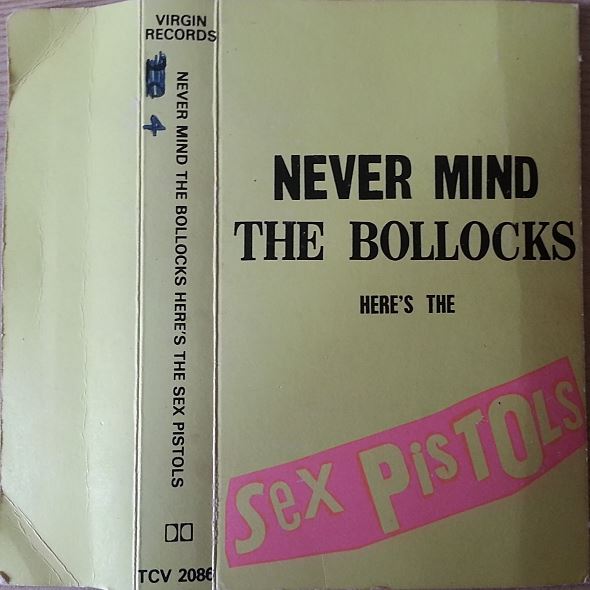 VIRGIN
RECORDS
4
NEVER MIND THE BOLLOCKS HERE'S THE SEX PISTOLS
TCV 2086
NEVER MIND
THE BOLLOCKS
HERE'S THE
Sex PisTOLs